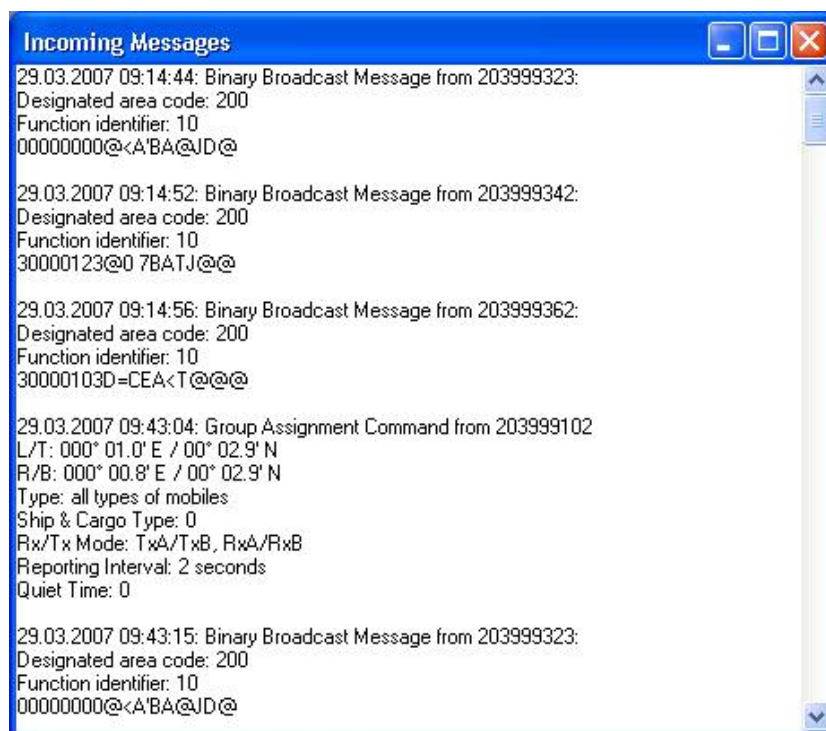 Incoming Messages
29.03.2007 09:14:44: Binary Broadcast Message from 203999323:
Designated area code: 200
Function identifier: 10
00000000@<A'BA@JD@
29.03.2007 09:14:52: Binary Broadcast Message from 203999342:
Designated area code: 200
Function identifier: 10
30000123@0 7BATJ@@
29.03.2007 09:14:56: Binary Broadcast Message from 203999362:
Designated area code: 200
Function identifier: 10
30000103D=CEA<T@@@
29.03.2007 09:43:04: Group Assignment Command from 203999102
L/T: 000° 01.0' E / 00° 02.9' N
R/B: 000° 00.8' E / 00° 02.9' N
Type: all types of mobiles
Ship & Cargo Type: 0
Rx/Tx Mode: TxA/TxB, RxA/RxB
Reporting Interval: 2 seconds
Quiet Time: 0
29.03.2007 09:43:15: Binary Broadcast Message from 203999323:
Designated area code: 200
Function identifier: 10
00000000@<A'BA@JD@